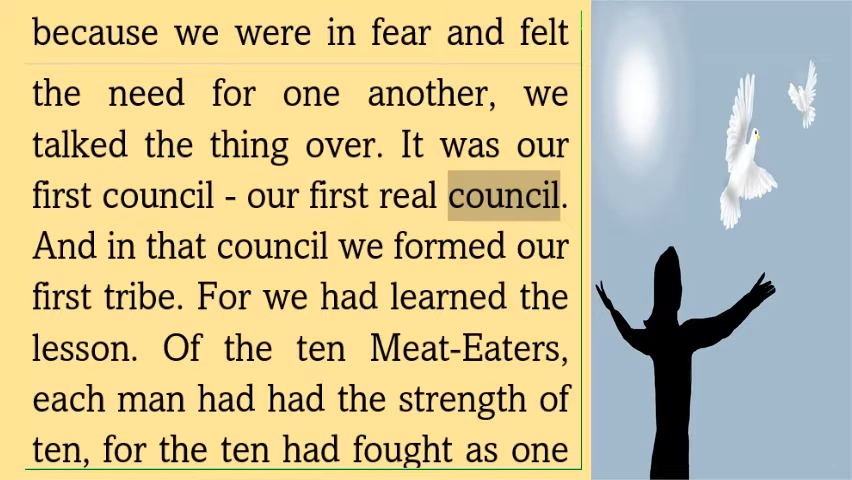 because we were in fear and felt
the need for one another, we
talked the thing over. It was our
first council - our first real council.
And in that council we formed our
first tribe. For we had learned the
lesson. Of the ten Meat-Eaters,
each man had had the strength of
ten, for the ten had fought as one